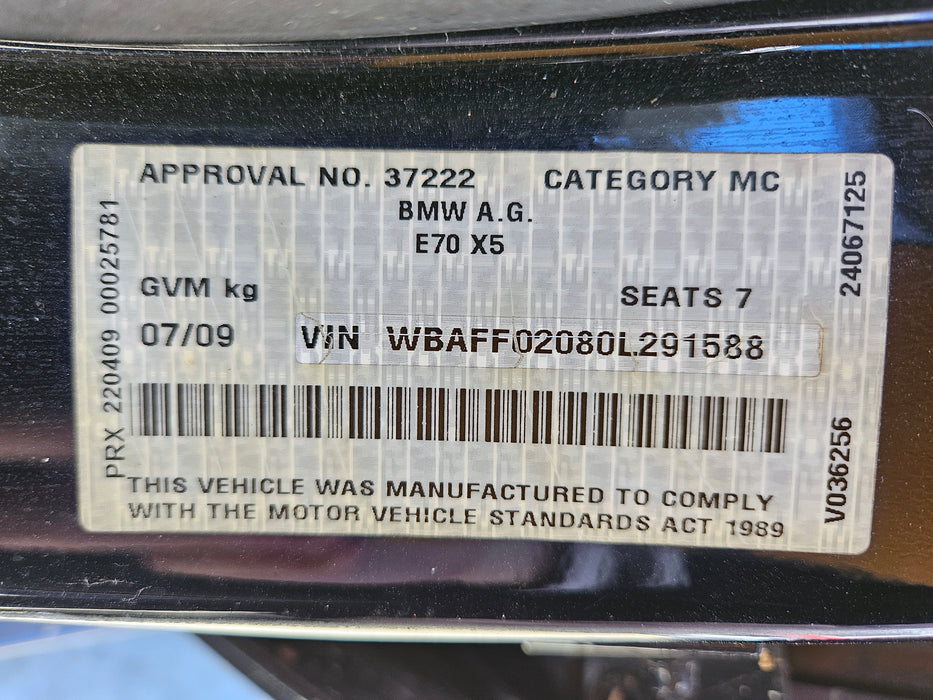 APPROVAL NO. 37222 CATEGORY MC
BMW A.G.
E70 X5
GVM kg SEATS 7
07/09 VIN WBAFF02080L291588
THIS VEHICLE WAS MANUFACTURED TO COMPLY
WITH THE MOTOR VEHICLE STANDARDS ACT 1989
PRX 220409 00025781
24067125
V036256